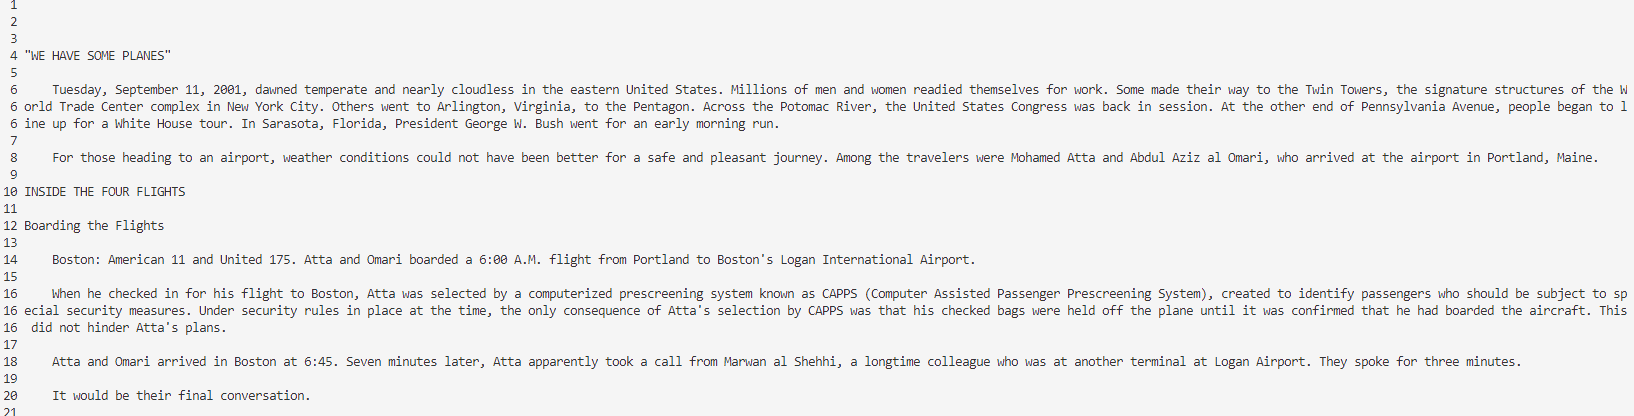 1
2
3
4 "WE HAVE SOME PLANES"
5
6     Tuesday, September 11, 2001, dawned temperate and nearly cloudless in the eastern United States. Millions of men and women readied themselves for work. Some made their way to the Twin Towers, the signature structures of the W
6 orld Trade Center complex in New York City. Others went to Arlington, Virginia, to the Pentagon. Across the Potomac River, the United States Congress was back in session. At the other end of Pennsylvania Avenue, people began to l
6 ine up for a White House tour. In Sarasota, Florida, President George W. Bush went for an early morning run.
7
8     For those heading to an airport, weather conditions could not have been better for a safe and pleasant journey. Among the travelers were Mohamed Atta and Abdul Aziz al Omari, who arrived at the airport in Portland, Maine.
9
10 INSIDE THE FOUR FLIGHTS
11
12 Boarding the Flights
13
14     Boston: American 11 and United 175. Atta and Omari boarded a 6:00 A.M. flight from Portland to Boston's Logan International Airport.
15
16     When he checked in for his flight to Boston, Atta was selected by a computerized prescreening system known as CAPPS (Computer Assisted Passenger Prescreening System), created to identify passengers who should be subject to sp
16 ecial security measures. Under security rules in place at the time, the only consequence of Atta's selection by CAPPS was that his checked bags were held off the plane until it was confirmed that he had boarded the aircraft. This
16  did not hinder Atta's plans.
17
18     Atta and Omari arrived in Boston at 6:45. Seven minutes later, Atta apparently took a call from Marwan al Shehhi, a longtime colleague who was at another terminal at Logan Airport. They spoke for three minutes.
19
20     It would be their final conversation.
21